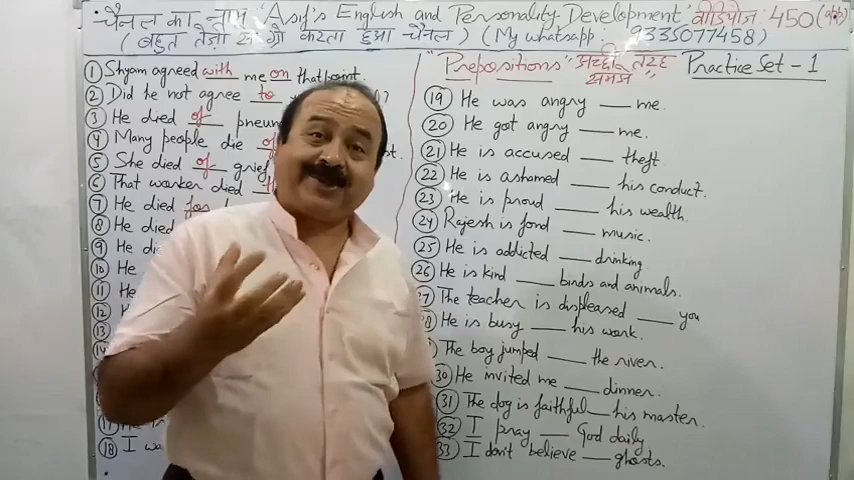 :- चैनल का नाम "Asif's English and Personality Development" वीडियोज 450
(बहुत तेज़ी से ग्रो करता हुआ चैनल) (My whatsapp: 9335077458)
① Shyam agreed with me on that point.
② Did he not agree to
③ He died of pneu
④ Many people die of
⑤ She died of grief
⑥ That worker died
⑦ He died for
⑧ He died
⑨ He die
⑩ He
⑪ He
⑫
⑬
⑭
⑰
⑱ I wa
"Prepositions" "अच्छी तरह समझे" Practice Set - 1
⑲ He was angry ___ me.
⑳ He got angry ___ me.
㉑ He is accused ___ theft.
㉒ He is ashamed ___ his conduct.
㉓ He is proud ___ his wealth.
㉔ Rajesh is fond ___ music.
㉕ He is addicted ___ drinking.
㉖ He is kind ___ birds and animals.
27 The teacher is displeased ___ you
28 He is busy ___ his work.
The boy jumped ___ the river.
㉚ He invited me ___ dinner.
㉛ The dog is faithful ___ his master.
㉜ I pray ___ God daily
㉝ I don't believe ___ ghosts.